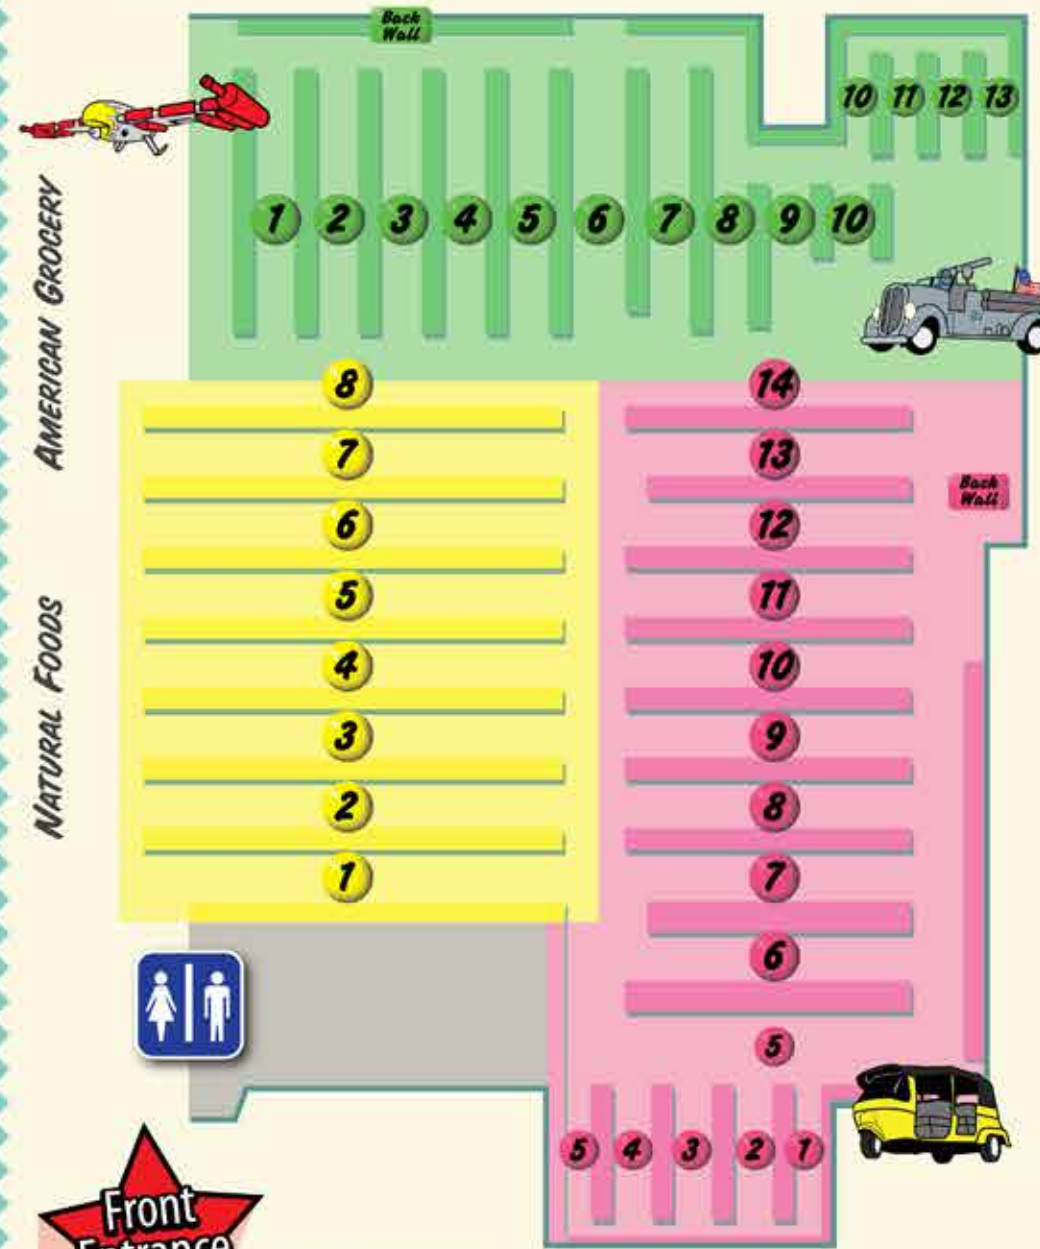 Back
Wall
10 11 12 13
1 2 3 4 5 6 7 8 9 10
AMERICAN GROCERY
8
14
7
13
Back
Wall
6
12
5
11
4
10
NATURAL FOODS
3
9
2
8
1
7
6
5
5 4 3 2 1
Front
Entrance